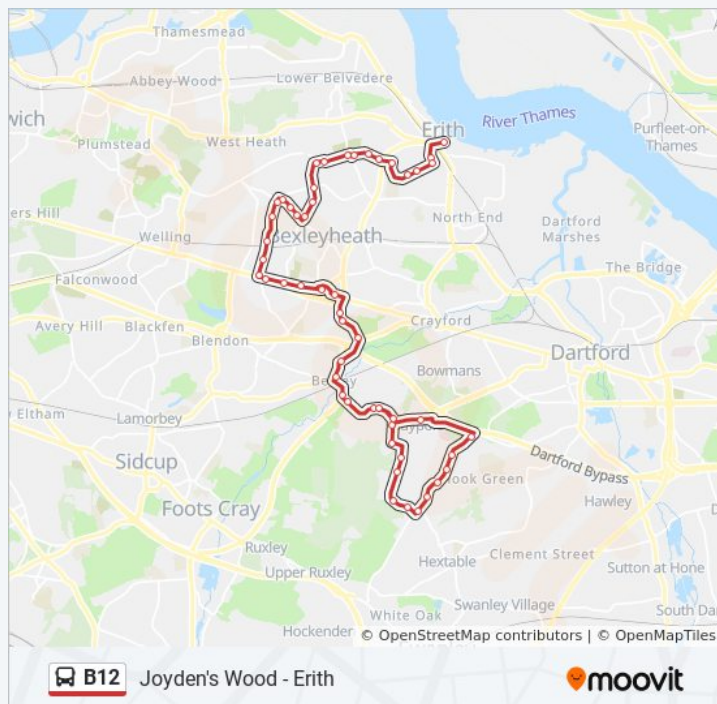 Thamesmead
Abbey-Wood
Lower Belvedere
wich
Plumstead
West Heath
Erith
River Thames
Purfleet-on-
Thames
ers Hill
Welling
Bexleyheath
North End
Dartford
Marshes
The Bridge
Falconwood
Avery Hill
Blackfen
Blendon
Crayford
Dartford
Bowmans
Eltham
Lamorbey
Sidcup
Dartford Bypass
Hawley
Foots Cray
Ruxley
Upper Ruxley
Hextable
Clement Street
Sutton at Hone
White Oak
Swanley Village
Hockender
South Da
© OpenStreetMap contributors | © OpenMapTiles
B12 Joyden's Wood - Erith
moovit